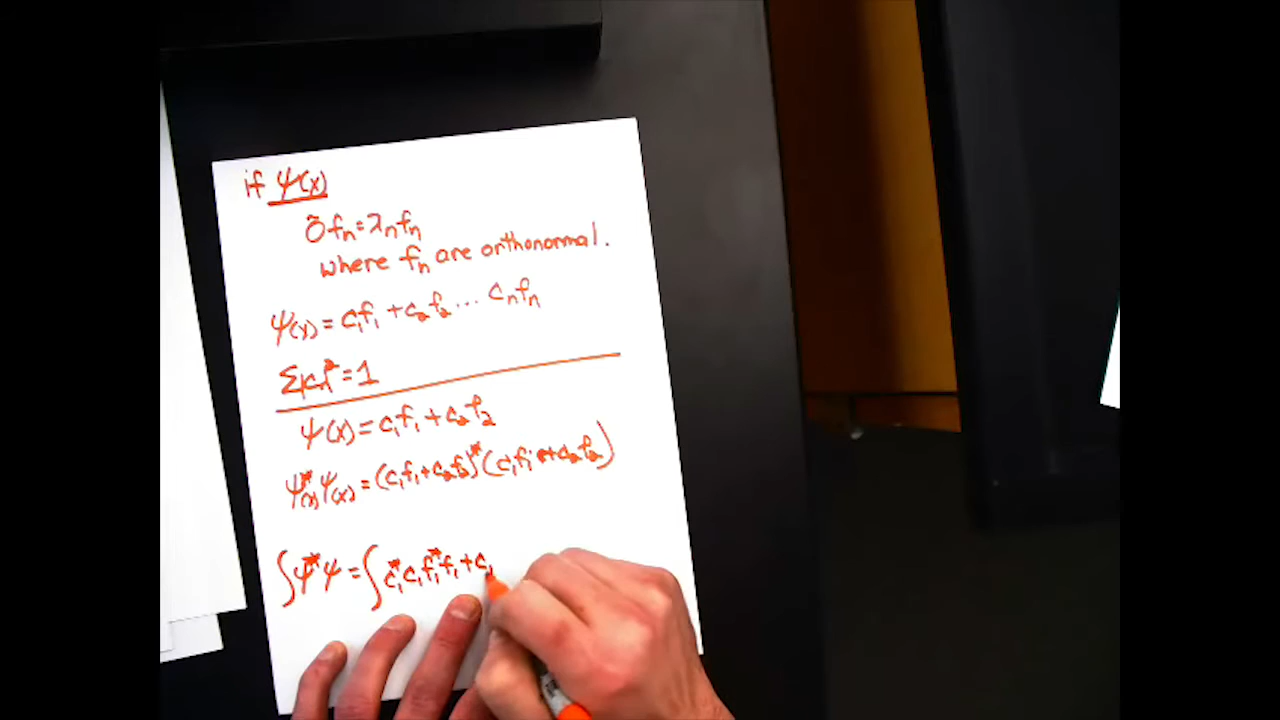 if ψ(x)
Ôfₙ=λₙfₙ
where fₙ are orthonormal.
ψ(x)=c₁f₁+c₂f₂...cₙfₙ
Σ|cₙ|²=1
ψ(x)=c₁f₁+c₂f₂
ψ*(x)ψ(x)=(c₁f₁+c₂f₂)*(c₁f₁+c₂f₂)
∫ψ*ψ=∫c₁*c₁f₁*f₁+c₁